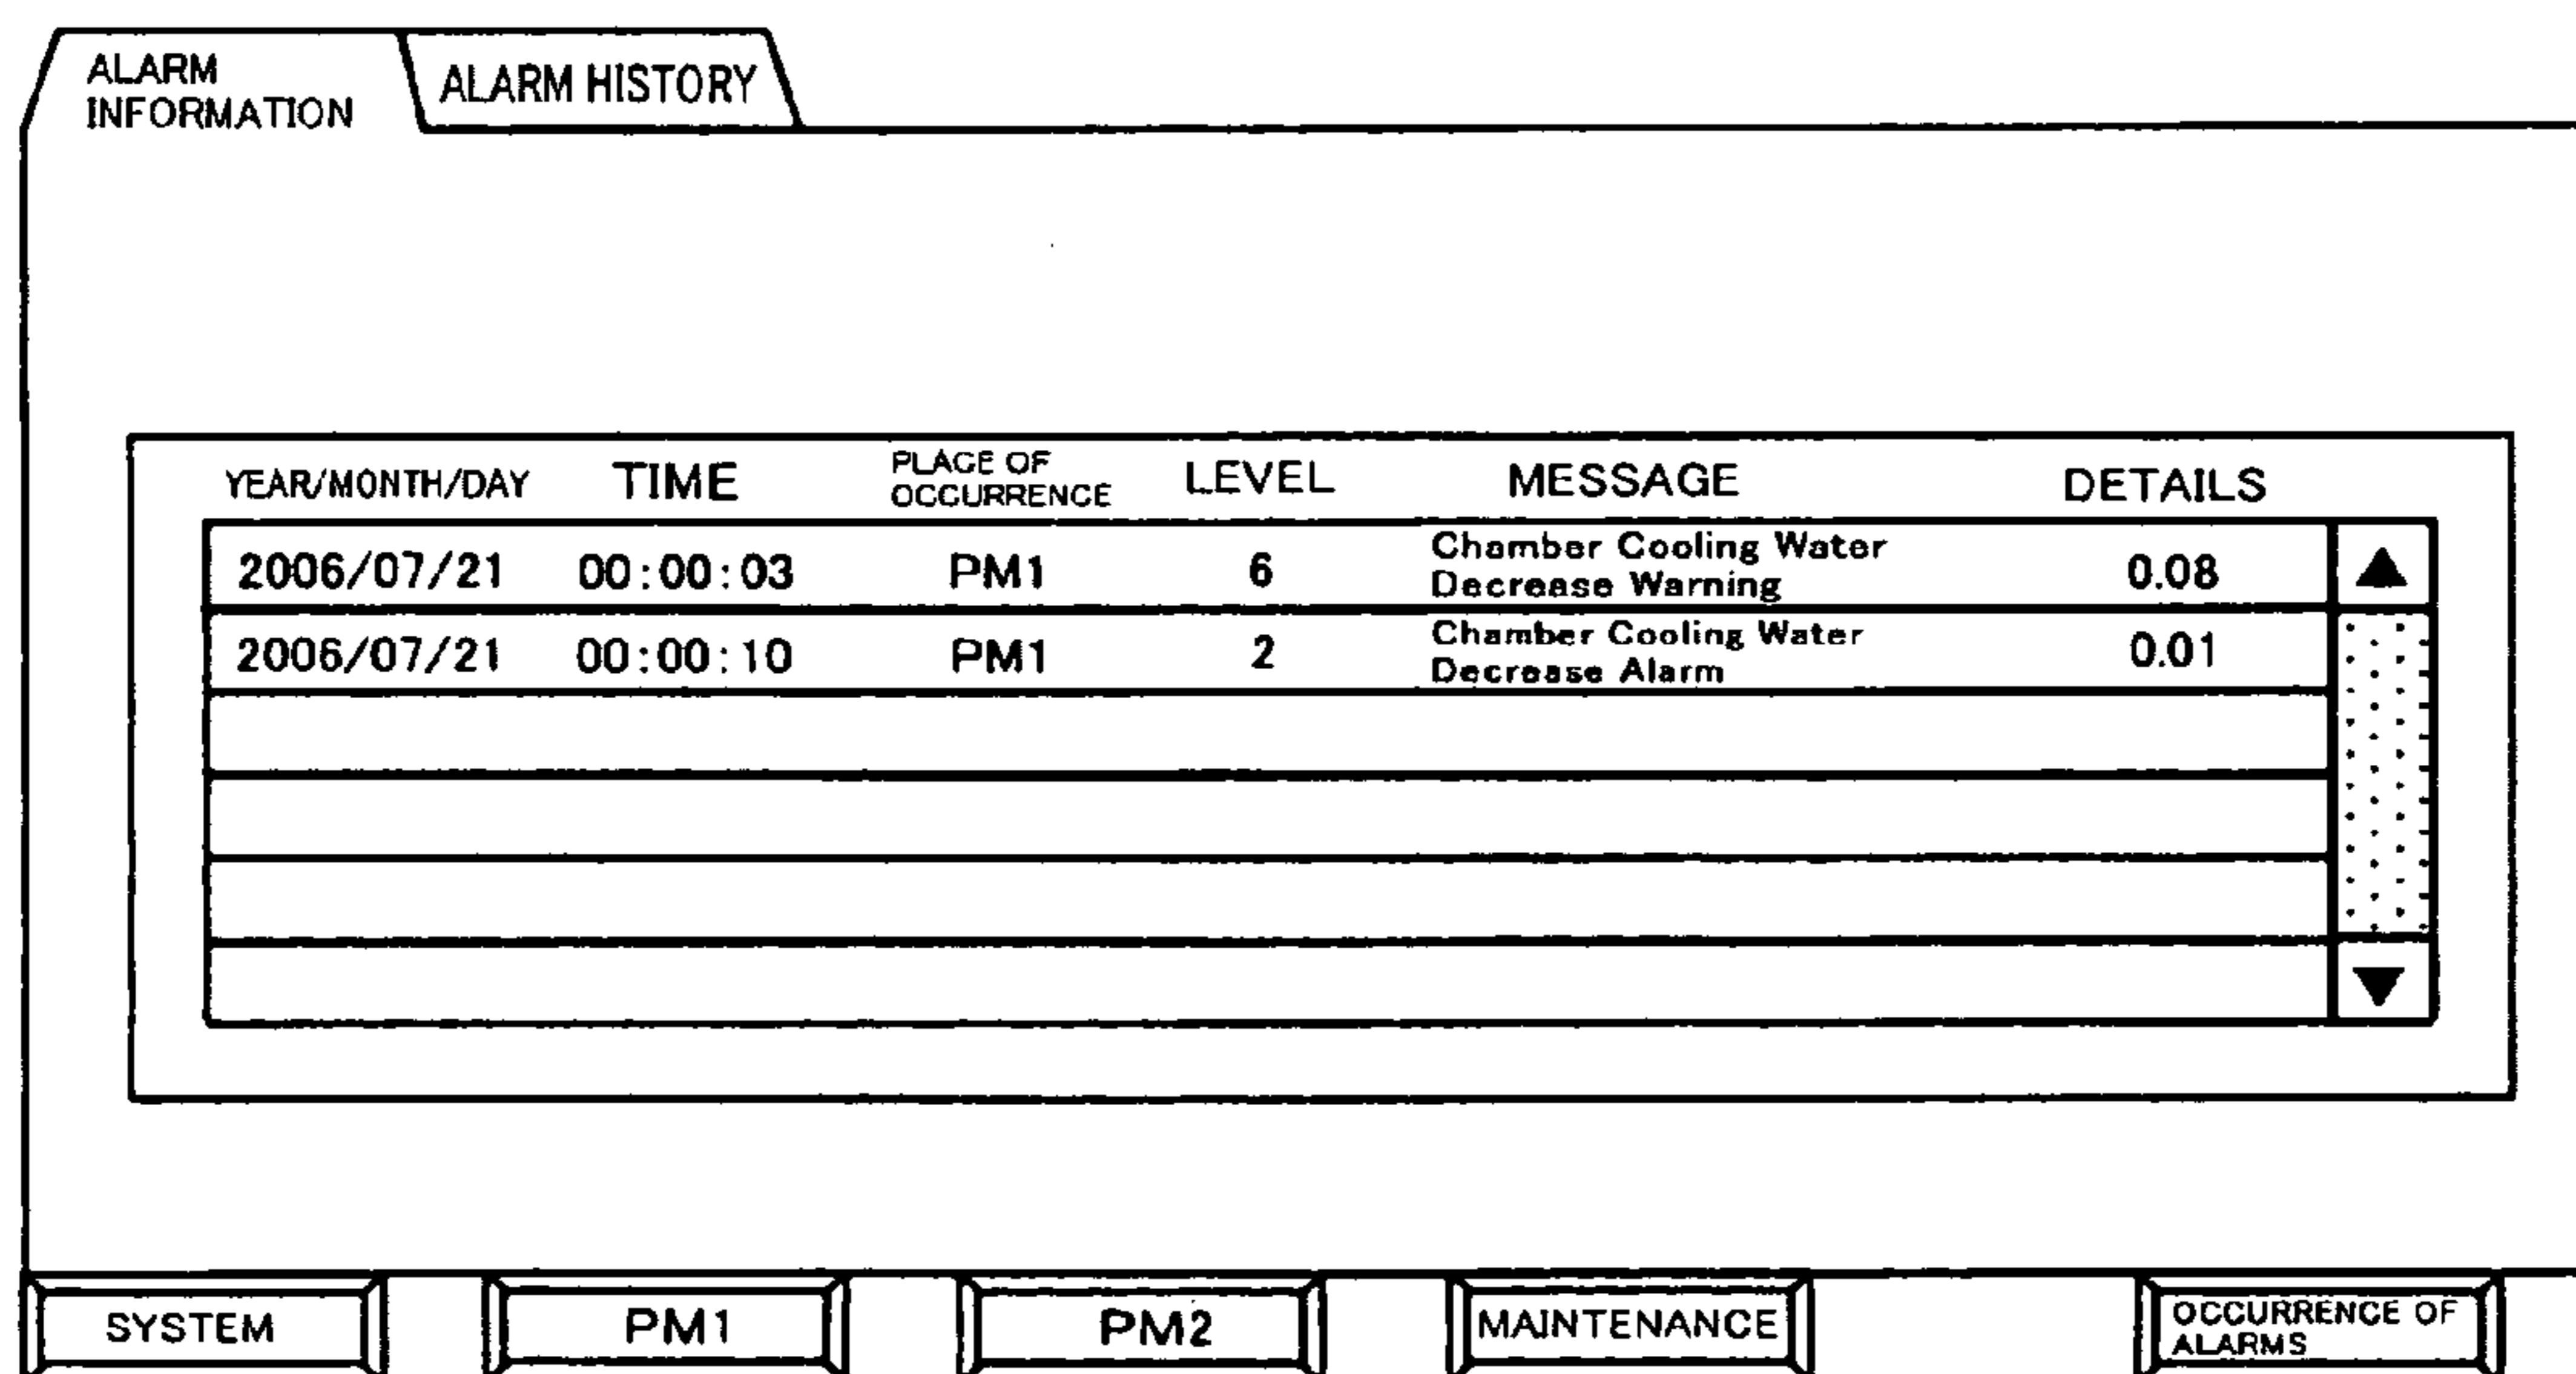 ALARM
INFORMATION
ALARM HISTORY
YEAR/MONTH/DAY TIME PLACE OF OCCURRENCE LEVEL MESSAGE DETAILS
2006/07/21 00:00:03 PM1 6 Chamber Cooling Water
Decrease Warning 0.08
2006/07/21 00:00:10 PM1 2 Chamber Cooling Water
Decrease Alarm 0.01
SYSTEM PM1 PM2 MAINTENANCE OCCURRENCE OF
ALARMS